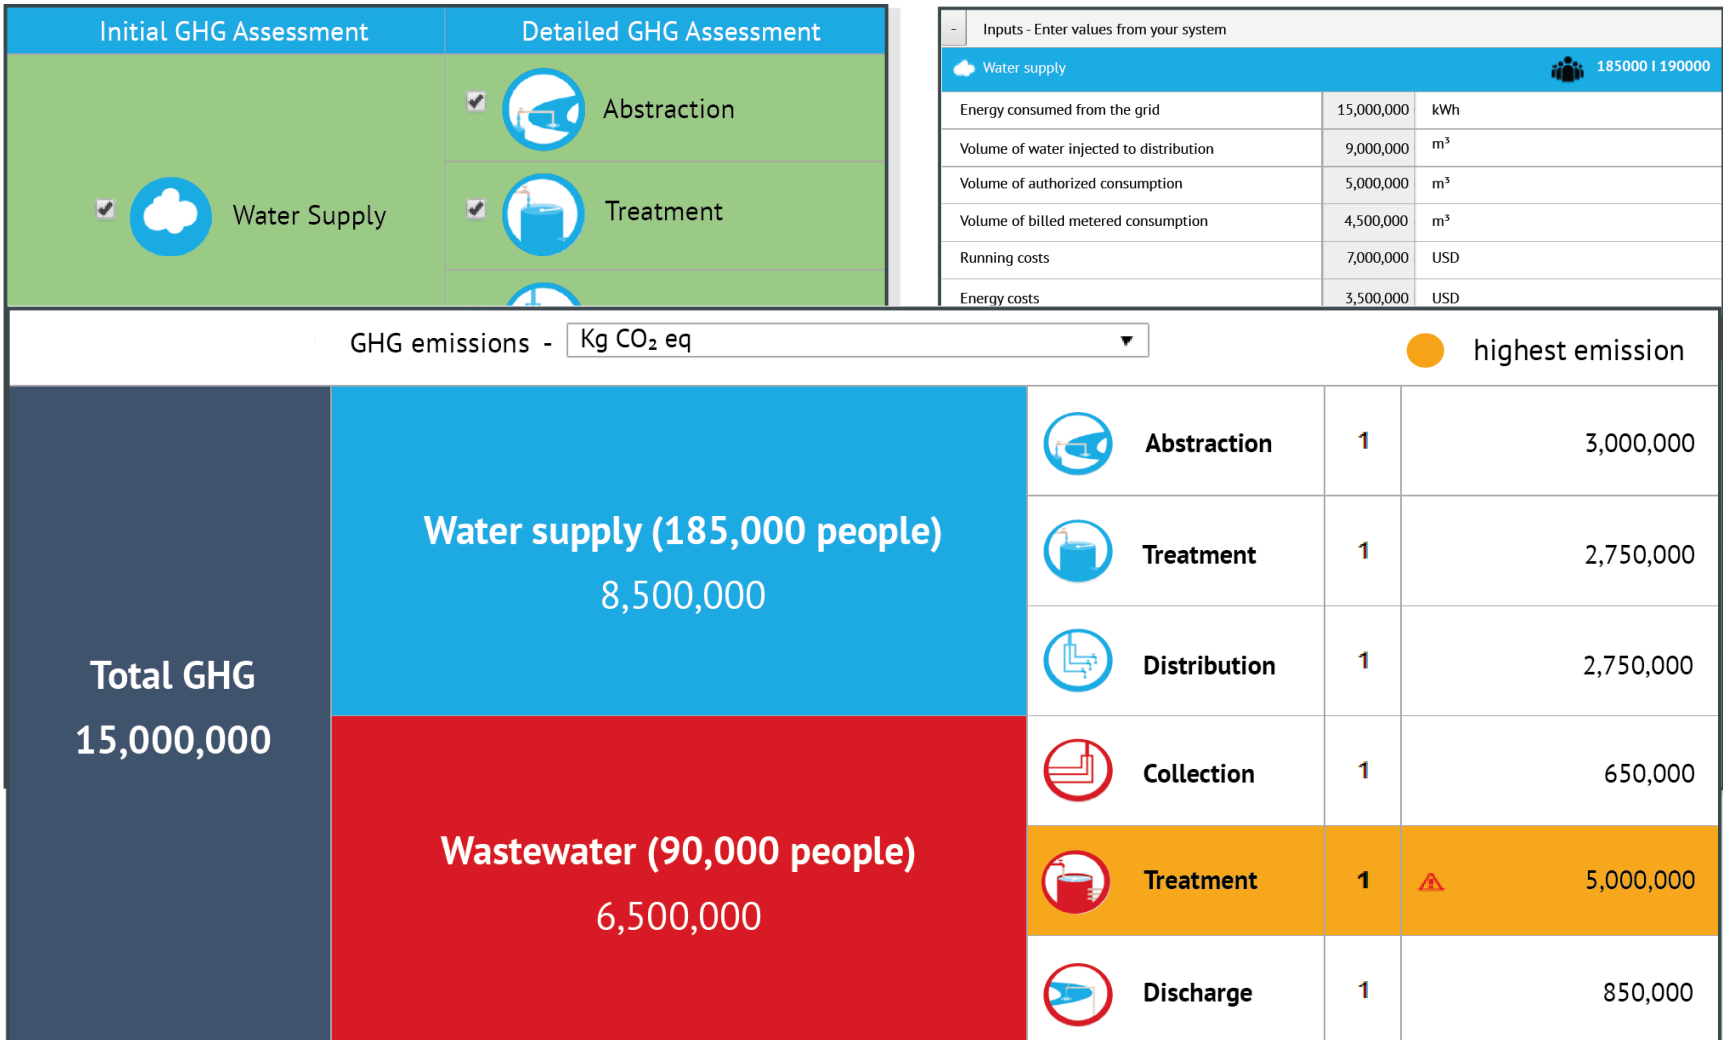 Initial GHG Assessment
Detailed GHG Assessment
Water Supply
Abstraction
Treatment
- Inputs - Enter values from your system
Water supply 185000 I 190000
Energy consumed from the grid 15,000,000 kWh
Volume of water injected to distribution 9,000,000 m³
Volume of authorized consumption 5,000,000 m³
Volume of billed metered consumption 4,500,000 m³
Running costs 7,000,000 USD
Energy costs 3,500,000 USD
GHG emissions - Kg CO₂ eq ▼
highest emission
Total GHG
15,000,000
Water supply (185,000 people)
8,500,000
Abstraction 1 3,000,000
Treatment 1 2,750,000
Distribution 1 2,750,000
Wastewater (90,000 people)
6,500,000
Collection 1 650,000
Treatment 1 5,000,000
Discharge 1 850,000